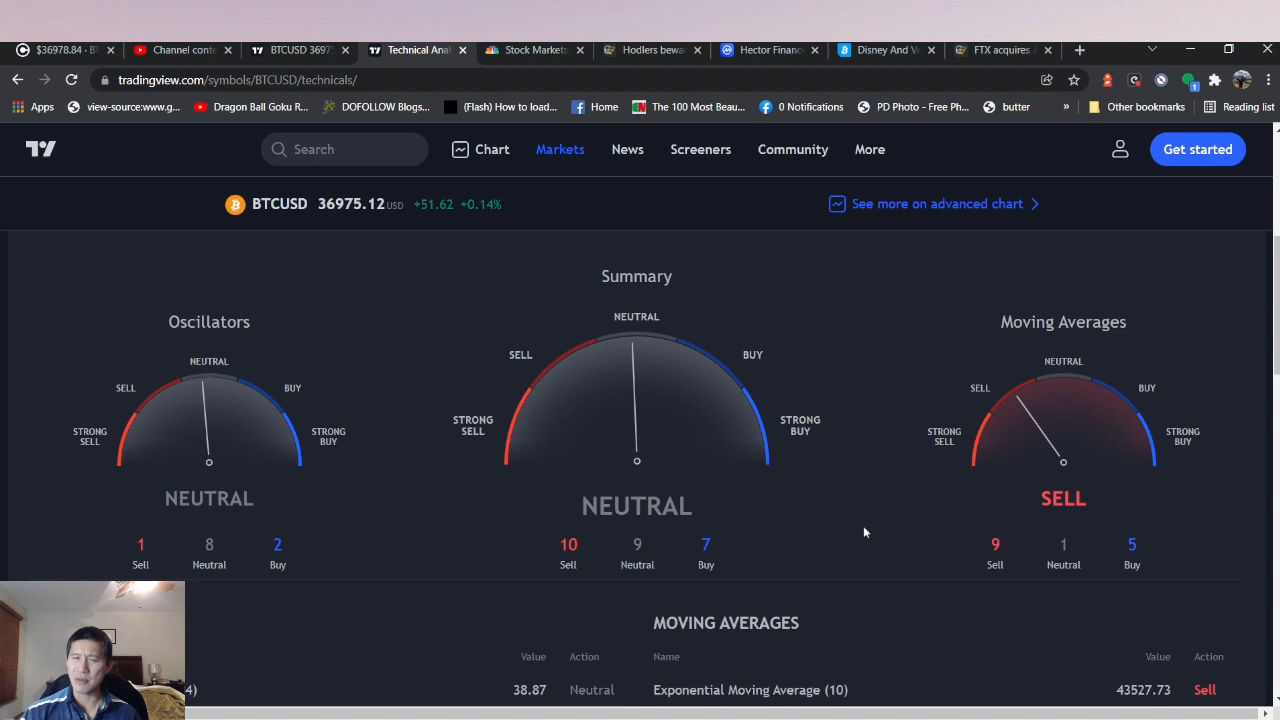 $36978.84 · BT
Channel conte
BTCUSD 3697
Technical Anal
Stock Markets,
Hodlers bewa
Hector Financ
Disney And V
FTX acquires
tradingview.com/symbols/BTCUSD/technicals/
1
Apps
view-source:www.g...
Dragon Ball Goku R...
DOFOLLOW Blogs...
(Flash) How to load...
Home
The 100 Most Beau...
0 Notifications
PD Photo - Free Ph...
butter
»
Other bookmarks
Reading list
Search
Chart
Markets
News
Screeners
Community
More
Get started
BTCUSD 36975.12 USD +51.62 +0.14%
See more on advanced chart
Summary
Oscillators
NEUTRAL
SELL
BUY
STRONG
SELL
STRONG
BUY
NEUTRAL
1 8 2
Sell Neutral Buy
NEUTRAL
SELL
BUY
STRONG
SELL
STRONG
BUY
NEUTRAL
10 9 7
Sell Neutral Buy
Moving Averages
NEUTRAL
SELL
BUY
STRONG
SELL
STRONG
BUY
SELL
9 1 5
Sell Neutral Buy
MOVING AVERAGES
Value Action Name Value Action
4) 38.87 Neutral Exponential Moving Average (10) 43527.73 Sell